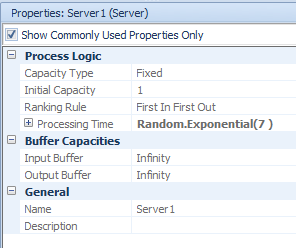 Properties: Server1 (Server)
Show Commonly Used Properties Only
Process Logic
Capacity Type Fixed
Initial Capacity 1
Ranking Rule First In First Out
Processing Time Random.Exponential(7 )
Buffer Capacities
Input Buffer Infinity
Output Buffer Infinity
General
Name Server1
Description